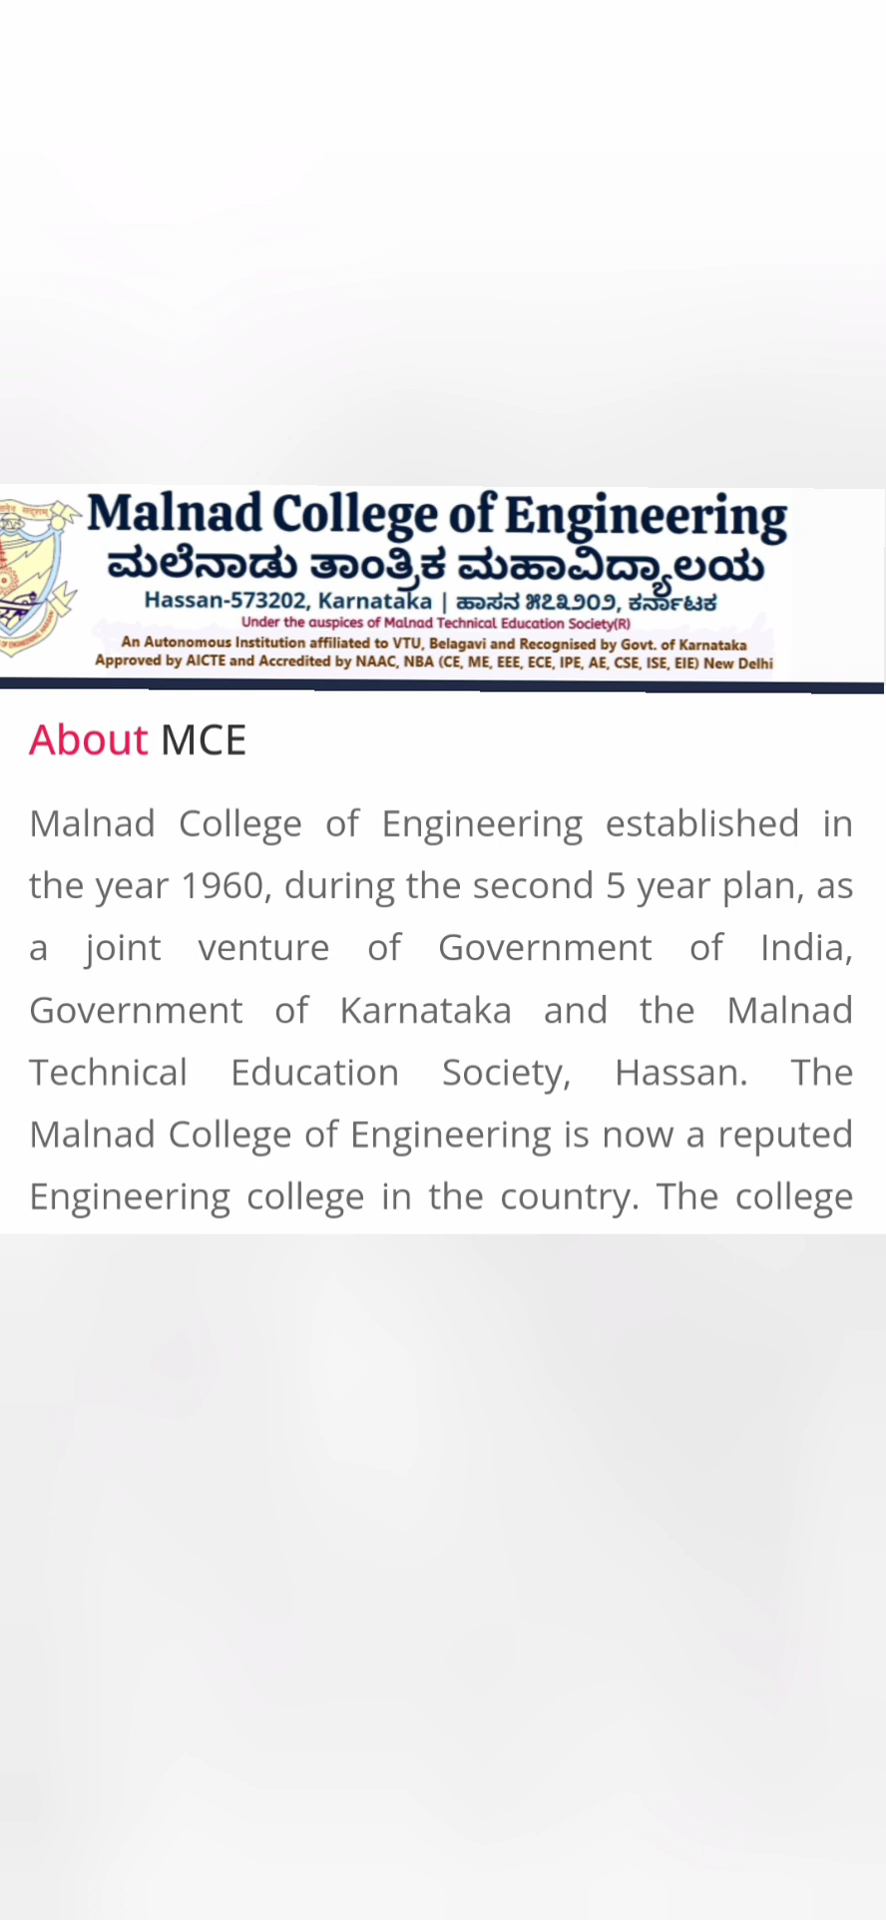 Malnad College of Engineering
ಮಲೆನಾಡು ತಾಂತ್ರಿಕ ಮಹಾವಿದ್ಯಾಲಯ
Hassan-573202, Karnataka | ಹಾಸನ ೫೭೩೨೦೨, ಕರ್ನಾಟಕ
Under the auspices of Malnad Technical Education Society(R)
An Autonomous Institution affiliated to VTU, Belagavi and Recognised by Govt. of Karnataka
Approved by AICTE and Accredited by NAAC, NBA (CE, ME, EEE, ECE, IPE, AE, CSE, ISE, EIE) New Delhi
About MCE
Malnad College of Engineering established in
the year 1960, during the second 5 year plan, as
a joint venture of Government of India,
Government of Karnataka and the Malnad
Technical Education Society, Hassan. The
Malnad College of Engineering is now a reputed
Engineering college in the country. The college